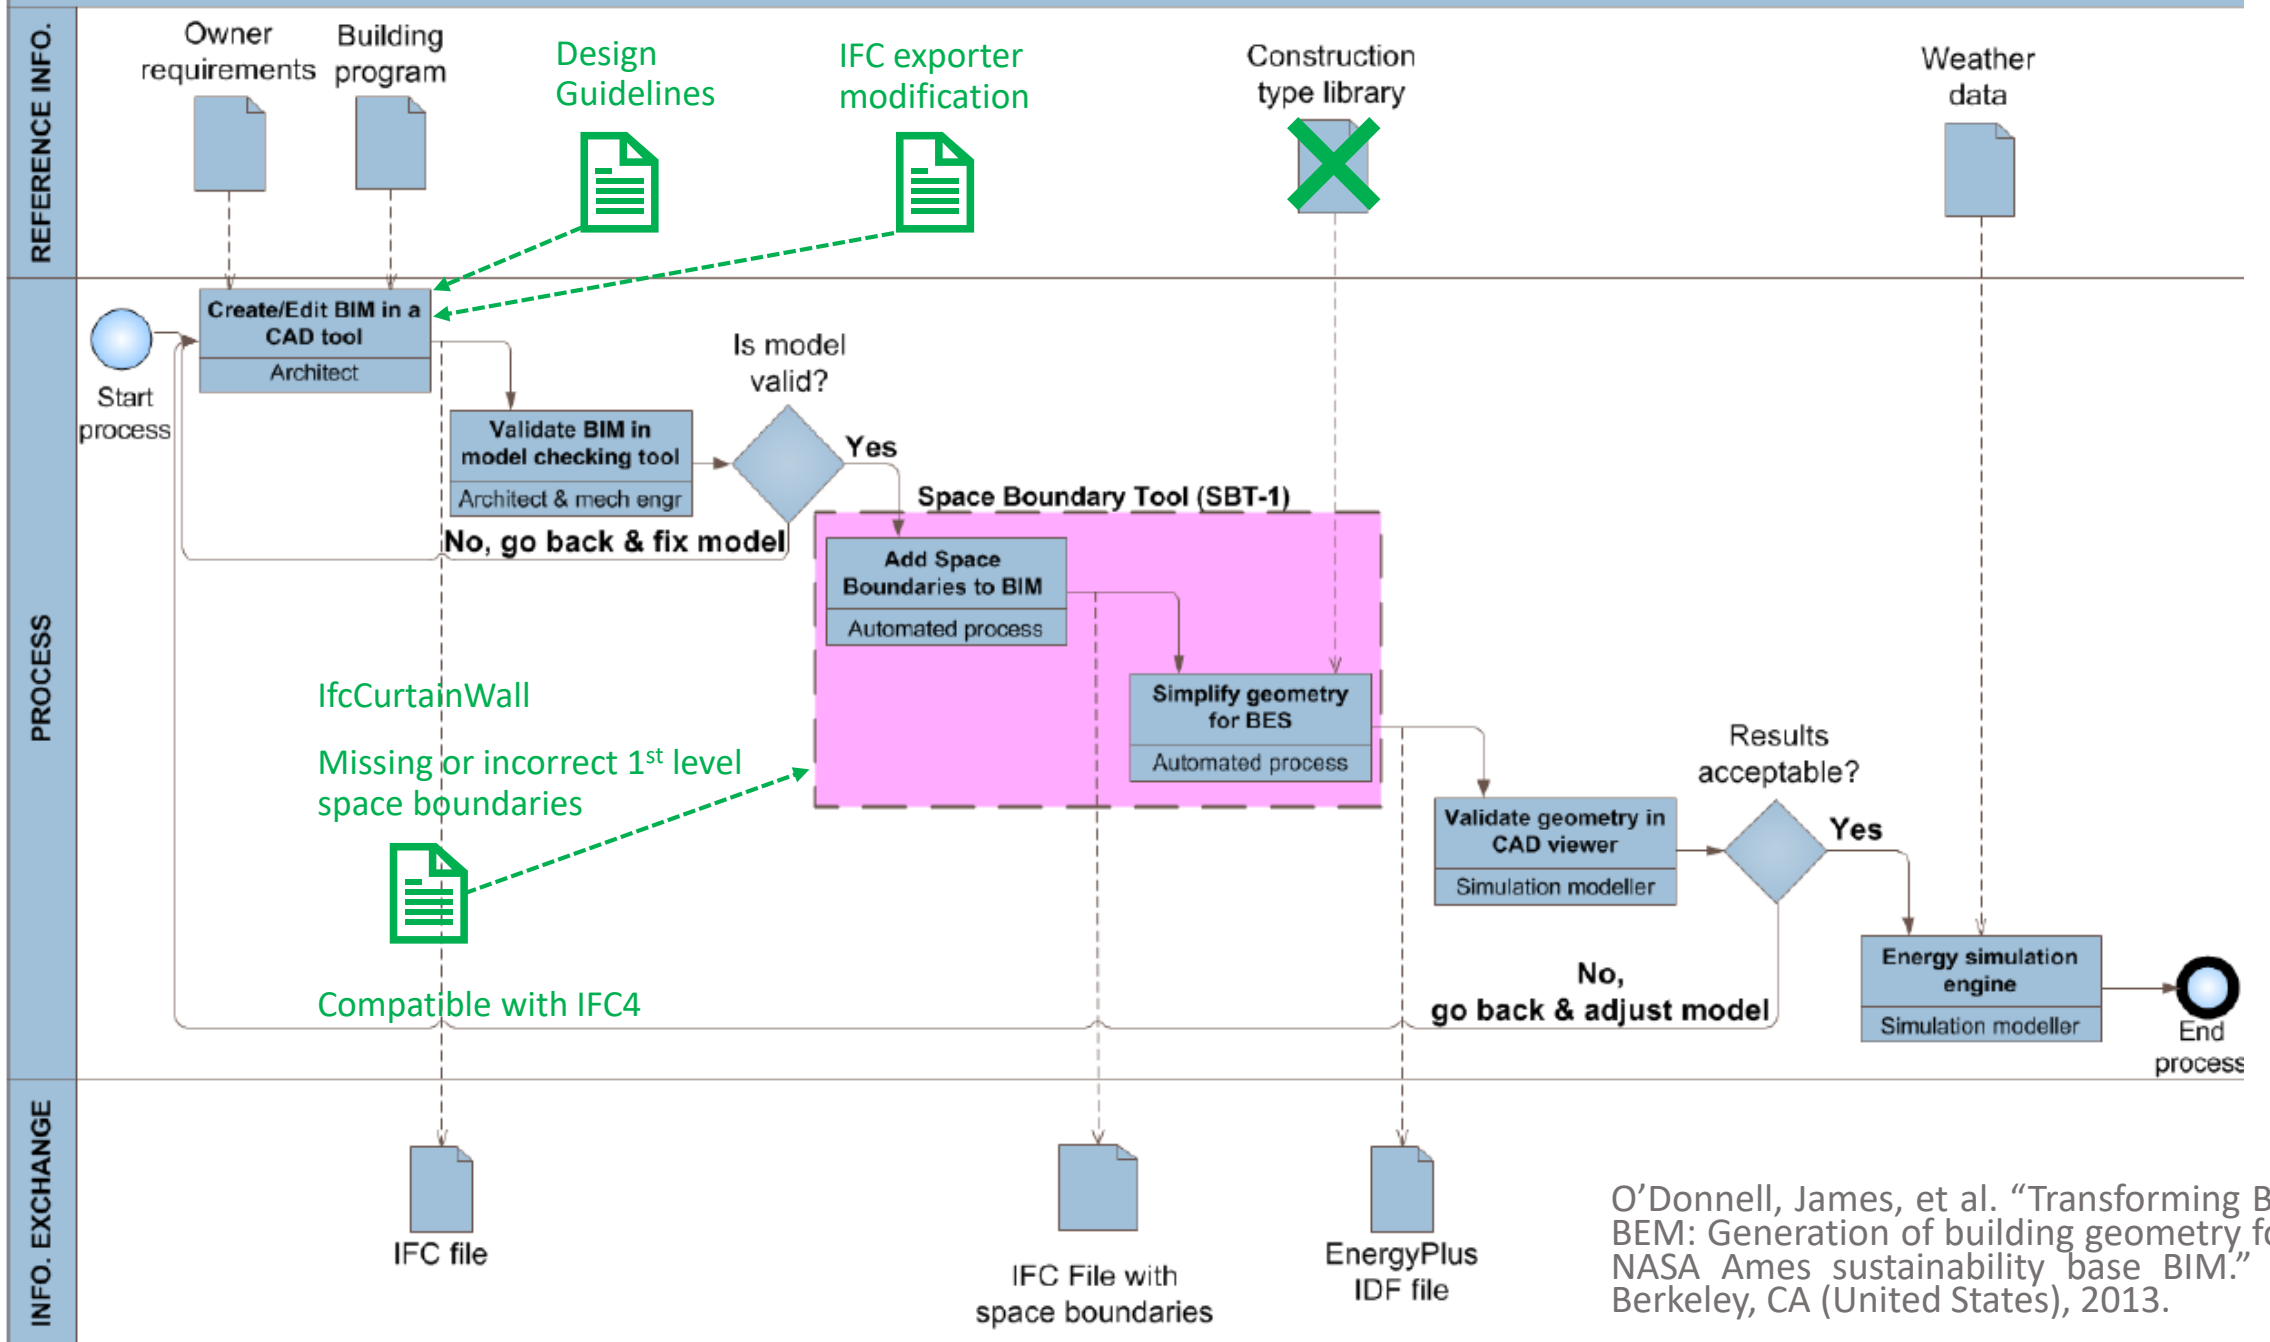 REFERENCE INFO.
Owner
requirements
Building
program
Design
Guidelines
IFC exporter
modification
Construction
type library
Weather
data
PROCESS
Start
process
Create/Edit BIM in a
CAD tool
Architect
Validate BIM in
model checking tool
Architect & mech engr
Is model
valid?
Yes
No, go back & fix model
Space Boundary Tool (SBT-1)
Add Space
Boundaries to BIM
Automated process
Simplify geometry
for BES
Automated process
IfcCurtainWall
Missing or incorrect 1st level
space boundaries
Compatible with IFC4
Validate geometry in
CAD viewer
Simulation modeller
Results
acceptable?
Yes
No,
go back & adjust model
Energy simulation
engine
Simulation modeller
End
process
INFO. EXCHANGE
IFC file
IFC File with
space boundaries
EnergyPlus
IDF file
O’Donnell, James, et al. “Transforming
BEM: Generation of building geometry
NASA Ames sustainability base BIM.”
Berkeley, CA (United States), 2013.